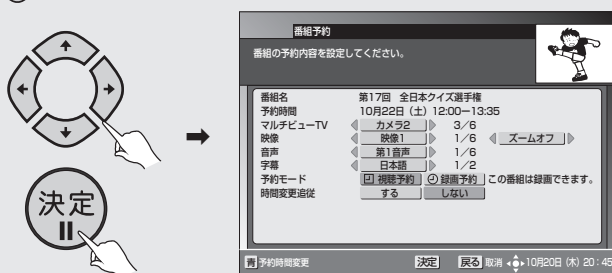 決定
番組予約
番組の予約内容を設定してください。
番組名 第17回 全日本クイズ選手権
予約時間 10月22日（土）12:00ー13:35
マルチビューTV カメラ2 3／6
映像 映像1 1／6 ズームオフ
音声 第1音声 1／6
字幕 日本語 1／2
予約モード 視聴予約 録画予約 この番組は録画できます。
時間変更追従 する しない
青 予約時間変更 決定 戻る 取消 10月20日（木）20：45